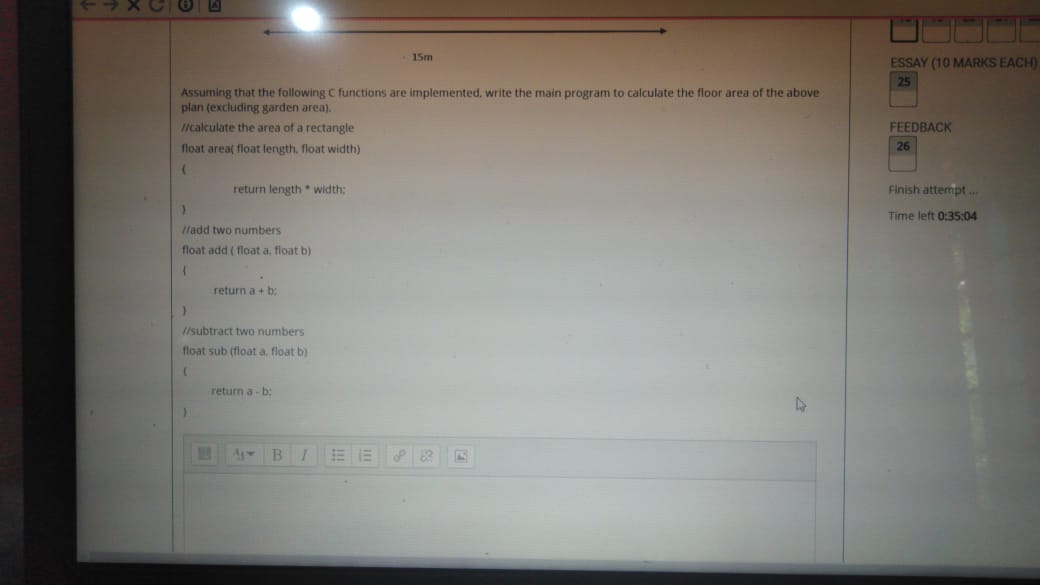 15m
ESSAY (10 MARKS EACH)
25
Assuming that the following C functions are implemented, write the main program to calculate the floor area of the above
plan (excluding garden area).
//calculate the area of a rectangle
float area( float length, float width)
{
return length * width;
}
//add two numbers
float add ( float a, float b)
{
return a + b;
}
//subtract two numbers
float sub (float a, float b)
{
return a - b;
}
B I
FEEDBACK
26
Finish attempt ...
Time left 0:35:04